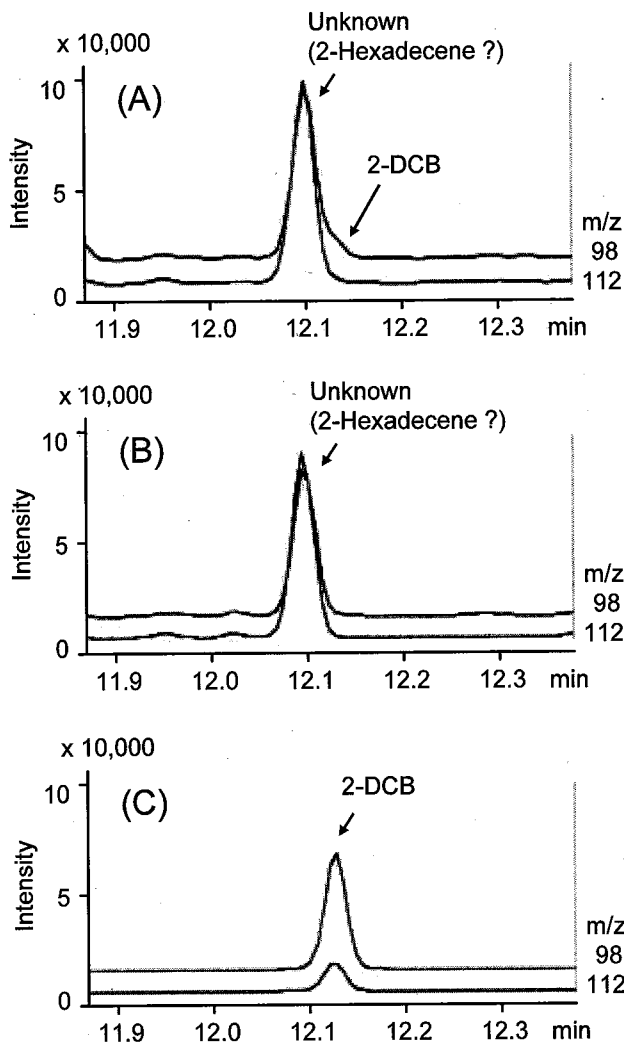 x 10,000
Unknown
(2-Hexadecene ?)
(A)
2-DCB
10
5
0
Intensity
m/z
98
112
11.9 12.0 12.1 12.2 12.3 min
x 10,000
Unknown
(2-Hexadecene ?)
(B)
10
5
0
Intensity
m/z
98
112
11.9 12.0 12.1 12.2 12.3 min
x 10,000
2-DCB
(C)
10
5
0
Intensity
m/z
98
112
11.9 12.0 12.1 12.2 12.3 min